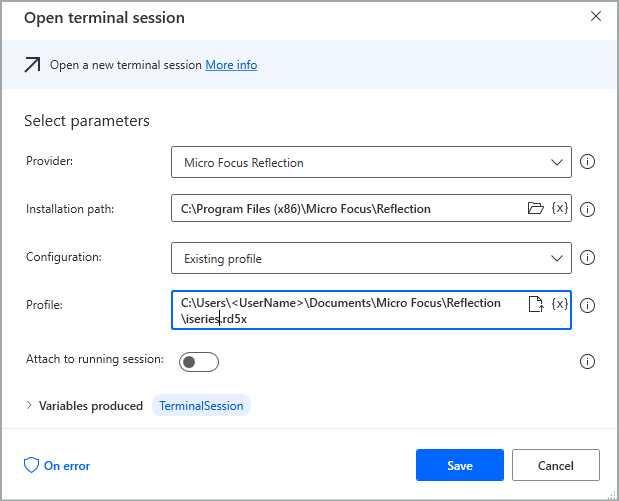 Open terminal session
Open a new terminal session More info
Select parameters
Provider:
Micro Focus Reflection
Installation path:
C:\Program Files (x86)\Micro Focus\Reflection
{x}
Configuration:
Existing profile
Profile:
C:\Users\<UserName>\Documents\Micro Focus\Reflection
\iseries.rd5x
{x}
Attach to running session:
Variables produced TerminalSession
On error
Save
Cancel